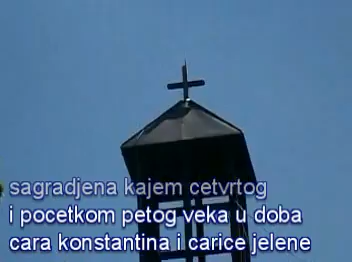 sagradjena kajem cetvrtog
i pocetkom petog veka u doba
cara konstantina i carice jelene